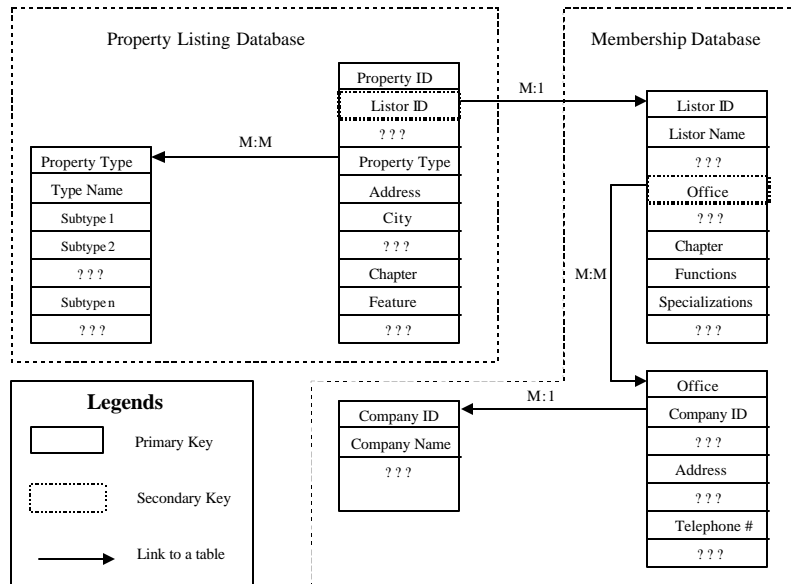 Property Listing Database
Membership Database
Property ID
Listor ID
? ? ?
Property Type
Address
City
? ? ?
Chapter
Feature
? ? ?
M:1
M:M
Property Type
Type Name
Subtype 1
Subtype 2
? ? ?
Subtype n
? ? ?
Listor ID
Listor Name
? ? ?
Office
? ? ?
Chapter
Functions
Specializations
? ? ?
M:M
Office
Company ID
? ? ?
Address
? ? ?
Telephone #
? ? ?
M:1
Company ID
Company Name
? ? ?
Legends
Primary Key
Secondary Key
Link to a table